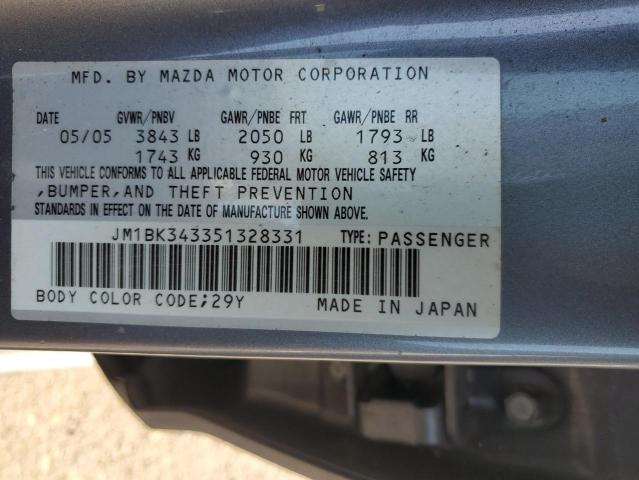 MFD. BY MAZDA MOTOR CORPORATION
DATE GVWR/PNBV GAWR/PNBE FRT GAWR/PNBE RR
05/05 3843 LB 2050 LB 1793 LB
1743 KG 930 KG 813 KG
THIS VEHICLE CONFORMS TO ALL APPLICABLE FEDERAL MOTOR VEHICLE SAFETY
,BUMPER,AND THEFT PREVENTION
STANDARDS IN EFFECT ON THE DATE OF MANUFACTURE SHOWN ABOVE.
JM1BK343351328331 TYPE: PASSENGER
BODY COLOR CODE;29Y MADE IN JAPAN